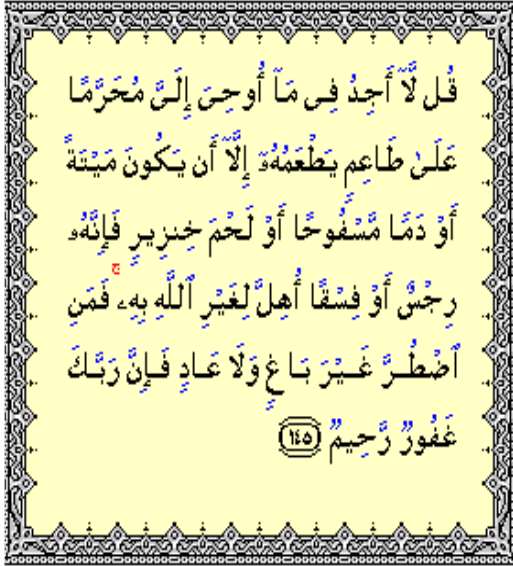 قُل لَّآ أَجِدُ فِى مَآ أُوحِىَ إِلَىَّ مُحَرَّمًا
عَلَىٰ طَاعِمٍ يَطْعَمُهُۥٓ إِلَّآ أَن يَكُونَ مَيْتَةً
أَوْ دَمًا مَّسْفُوحًا أَوْ لَحْمَ خِنزِيرٍ فَإِنَّهُۥ
رِجْسٌ أَوْ فِسْقًا أُهِلَّ لِغَيْرِ ٱللَّهِ بِهِۦ ۚ فَمَنِ
ٱضْطُرَّ غَيْرَ بَاغٍ وَلَا عَادٍ فَإِنَّ رَبَّكَ
غَفُورٌ رَّحِيمٌ ١٤٥